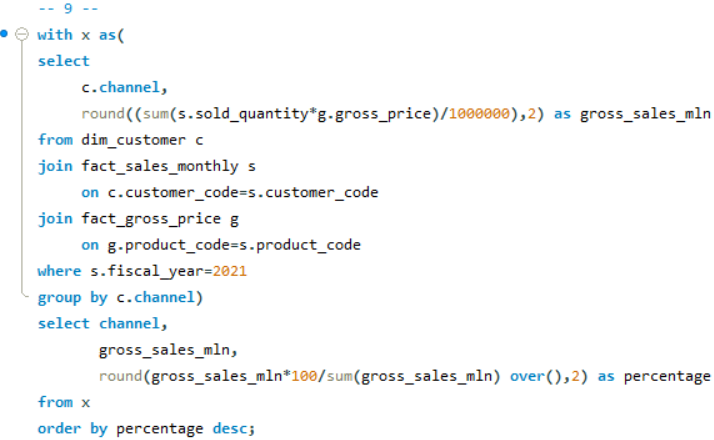 -- 9 --
with x as(
select
c.channel,
round((sum(s.sold_quantity*g.gross_price)/1000000),2) as gross_sales_mln
from dim_customer c
join fact_sales_monthly s
on c.customer_code=s.customer_code
join fact_gross_price g
on g.product_code=s.product_code
where s.fiscal_year=2021
group by c.channel)
select channel,
gross_sales_mln,
round(gross_sales_mln*100/sum(gross_sales_mln) over(),2) as percentage
from x
order by percentage desc;